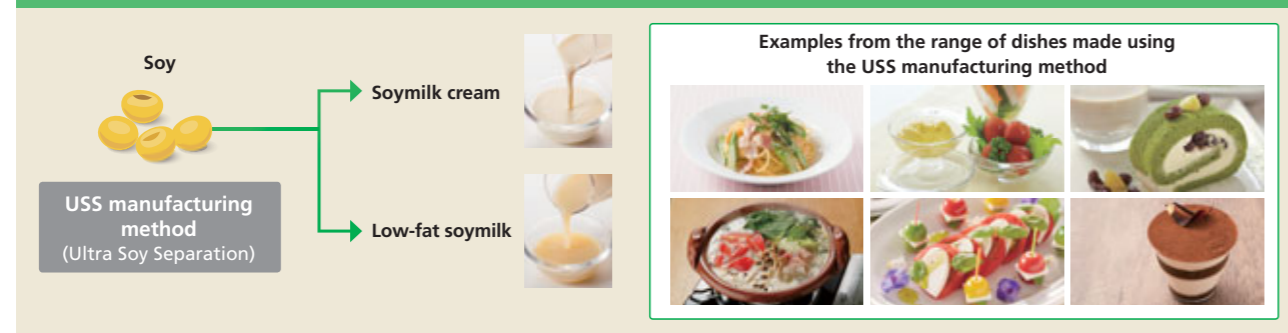 Soy
USS manufacturing
method
(Ultra Soy Separation)
Soymilk cream
Low-fat soymilk
Examples from the range of dishes made using
the USS manufacturing method